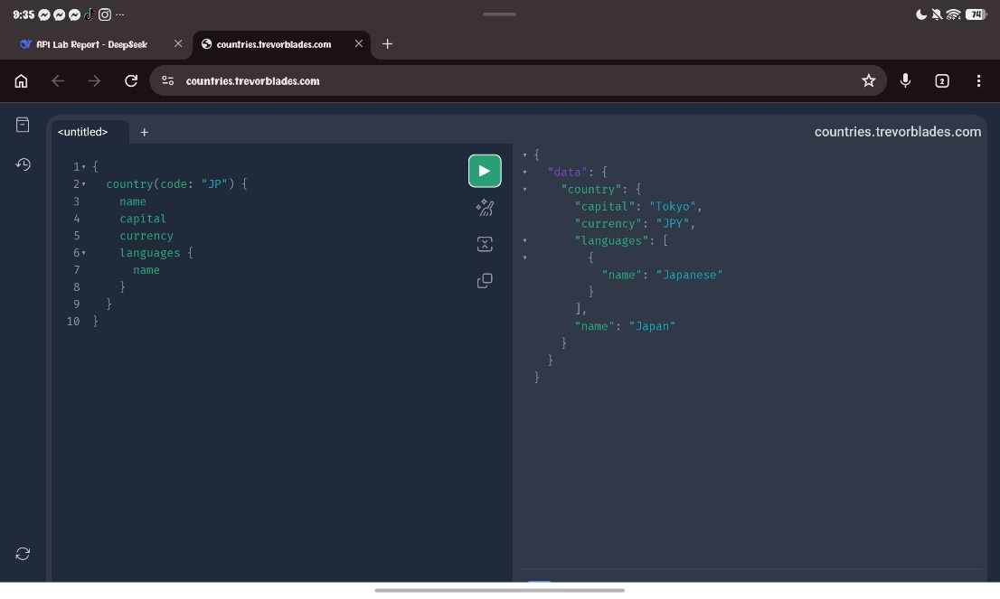 9:35 ... 74
API Lab Report - DeepSeek
countries.trevorblades.com
countries.trevorblades.com
2
<untitled>
countries.trevorblades.com
1 {
2 country(code: "JP") {
3 name
4 capital
5 currency
6 languages {
7 name
8 }
9 }
10 }
{
"data": {
"country": {
"capital": "Tokyo",
"currency": "JPY",
"languages": [
{
"name": "Japanese"
}
],
"name": "Japan"
}
}
}